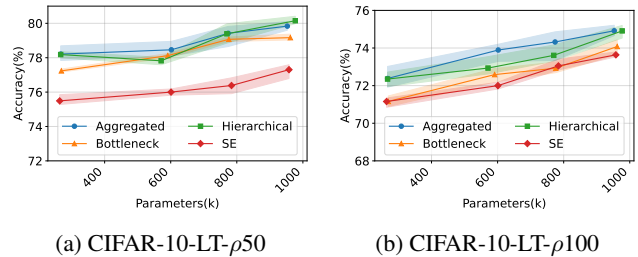 80
78
76
74
72
Accuracy(%)
Aggregated
Bottleneck
Hierarchical
SE
400
600
800
1000
Parameters(k)
(a) CIFAR-10-LT-ρ50
76
74
72
70
68
Accuracy(%)
Aggregated
Bottleneck
Hierarchical
SE
400
600
800
1000
Parameters(k)
(b) CIFAR-10-LT-ρ100